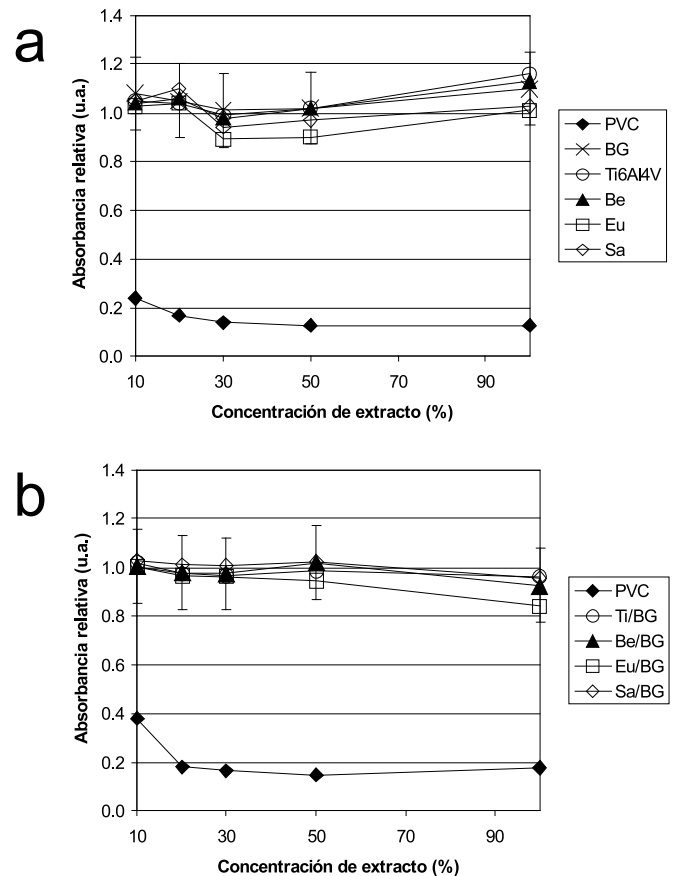 a
Absorbancia relativa (u.a.)
1.4
1.2
1.0
0.8
0.6
0.4
0.2
0.0
10
30
50
70
90
Concentración de extracto (%)
PVC
BG
Ti6Al4V
Be
Eu
Sa
b
Absorbancia relativa (u.a.)
1.4
1.2
1.0
0.8
0.6
0.4
0.2
0.0
10
30
50
70
90
Concentración de extracto (%)
PVC
Ti/BG
Be/BG
Eu/BG
Sa/BG